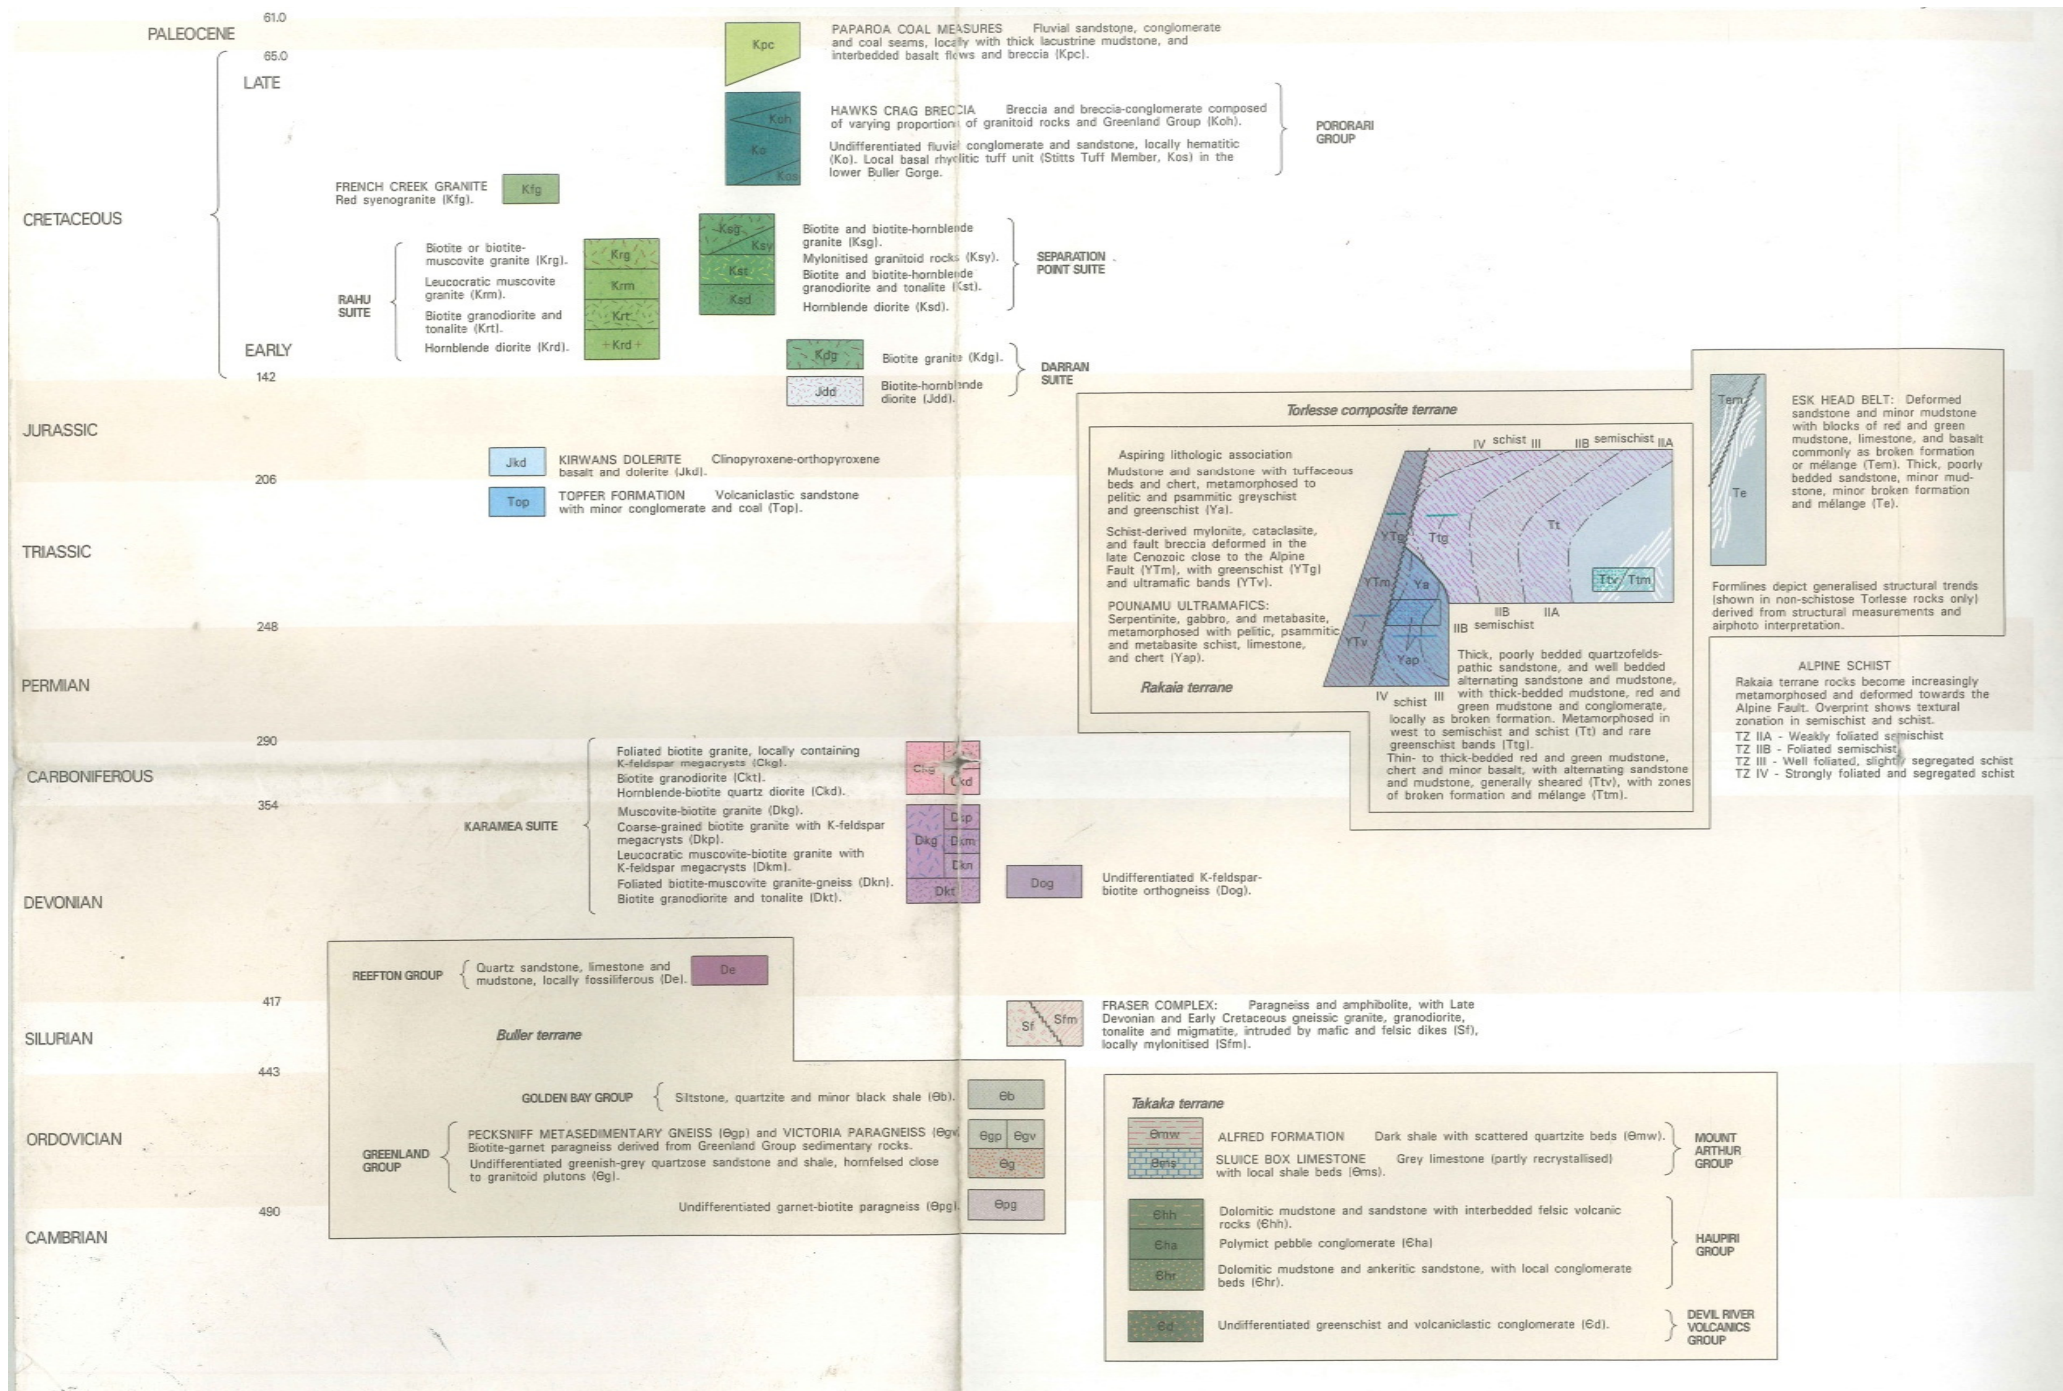 61.0
PALEOCENE
65.0
LATE
CRETACEOUS
EARLY
142
JURASSIC
206
TRIASSIC
248
PERMIAN
290
CARBONIFEROUS
354
DEVONIAN
417
SILURIAN
443
ORDOVICIAN
490
CAMBRIAN
Kpc
PAPAROA COAL MEASURES Fluvial sandstone, conglomerate
and coal seams, locally with thick lacustrine mudstone, and
interbedded basalt flows and breccia (Kpc).
Koh
Ko
Kos
HAWKS CRAG BRECCIA Breccia and breccia-conglomerate composed
of varying proportion of granitoid rocks and Greenland Group (Koh).
Undifferentiated fluvial conglomerate and sandstone, locally hematitic
(Ko). Local basal rhyolitic tuff unit (Stitts Tuff Member, Kos) in the
lower Buller Gorge.
PORORARI
GROUP
FRENCH CREEK GRANITE
Red syenogranite (Kfg).
Kfg
RAHU
SUITE
Biotite or biotite-
muscovite granite (Krg).
Leucocratic muscovite
granite (Krm).
Biotite granodiorite and
tonalite (Krt).
Hornblende diorite (Krd).
Krg
Krm
Krt
Krd
Ksg
Ksy
Kst
Ksd
Biotite and biotite-hornblende
granite (Ksg).
Mylonitised granitoid rocks (Ksy).
Biotite and biotite-hornblende
granodiorite and tonalite (Kst).
Hornblende diorite (Ksd).
SEPARATION
POINT SUITE
Kdg
Biotite granite (Kdg).
Jdd
Biotite-hornblende
diorite (Jdd).
DARRAN
SUITE
Jkd
KIRWANS DOLERITE Clinopyroxene-orthopyroxene
basalt and dolerite (Jkd).
Top
TOPFER FORMATION Volcaniclastic sandstone
with minor conglomerate and coal (Top).
Torlesse composite terrane
Aspiring lithologic association
Mudstone and sandstone with tuffaceous
beds and chert, metamorphosed to
pelitic and psammitic greyschist
and greenschist (Ya).
Schist-derived mylonite, cataclasite,
and fault breccia deformed in the
late Cenozoic close to the Alpine
Fault (YTm), with greenschist (YTg)
and ultramafic bands (YTv).
POUNAMU ULTRAMAFICS:
Serpentinite, gabbro, and metabasite,
metamorphosed with pelitic, psammitic
and metabasite schist, limestone,
and chert (Yap).
Rakaia terrane
IV schist III IIB semischist IIA
YTg
Ttg
Tt
YTm
Ya
Ttv
Ttm
YTv
Yap
IIB IIA
IIB semischist
IV schist III
Thick, poorly bedded quartzofelds-
pathic sandstone, and well bedded
alternating sandstone and mudstone,
with thick-bedded mudstone, red and
green mudstone and conglomerate,
locally as broken formation. Metamorphosed in
west to semischist and schist (Tt) and rare
greenschist bands (Ttg).
Thin- to thick-bedded red and green mudstone,
chert and minor basalt, with alternating sandstone
and mudstone, generally sheared (Ttv), with zones
of broken formation and mélange (Ttm).
Tem
Te
ESK HEAD BELT: Deformed
sandstone and minor mudstone
with blocks of red and green
mudstone, limestone, and basalt
commonly as broken formation
or mélange (Tem). Thick, poorly
bedded sandstone, minor mud-
stone, minor broken formation
and mélange (Te).
Formlines depict generalised structural trends
(shown in non-schistose Torlesse rocks only)
derived from structural measurements and
airphoto interpretation.
ALPINE SCHIST
Rakaia terrane rocks become increasingly
metamorphosed and deformed towards the
Alpine Fault. Overprint shows textural
zonation in semischist and schist.
TZ IIA - Weakly foliated semischist
TZ IIB - Foliated semischist
TZ III - Well foliated, slightly segregated schist
TZ IV - Strongly foliated and segregated schist
KARAMEA SUITE
Foliated biotite granite, locally containing
K-feldspar megacrysts (Ckg).
Biotite granodiorite (Ckt).
Hornblende-biotite quartz diorite (Ckd).
Muscovite-biotite granite (Dkg).
Coarse-grained biotite granite with K-feldspar
megacrysts (Dkp).
Leucocratic muscovite-biotite granite with
K-feldspar megacrysts (Dkm).
Foliated biotite-muscovite granite-gneiss (Dkn).
Biotite granodiorite and tonalite (Dkt).
Ckg
Ckd
Dkg
Dkp
Dkm
Dkn
Dkt
Dog
Undifferentiated K-feldspar-
biotite orthogneiss (Dog).
REEFTON GROUP
Quartz sandstone, limestone and
mudstone, locally fossiliferous (De).
De
Buller terrane
Sf
Sfm
FRASER COMPLEX: Paragneiss and amphibolite, with Late
Devonian and Early Cretaceous gneissic granite, granodiorite,
tonalite and migmatite, intruded by mafic and felsic dikes (Sf),
locally mylonitised (Sfm).
GOLDEN BAY GROUP
Siltstone, quartzite and minor black shale (Ɵb).
Ɵb
GREENLAND
GROUP
PECKSNIFF METASEDIMENTARY GNEISS (Ɵgp) and VICTORIA PARAGNEISS (Ɵgv
Biotite-garnet paragneiss derived from Greenland Group sedimentary rocks.
Undifferentiated greenish-grey quartzose sandstone and shale, hornfelsed close
to granitoid plutons (Ɵg).
Ɵgp
Ɵgv
Ɵg
Undifferentiated garnet-biotite paragneiss (Ɵpg).
Ɵpg
Takaka terrane
Ɵmw
ALFRED FORMATION Dark shale with scattered quartzite beds (Ɵmw).
Ɵms
SLUICE BOX LIMESTONE Grey limestone (partly recrystallised)
with local shale beds (Ɵms).
MOUNT
ARTHUR
GROUP
Єhh
Dolomitic mudstone and sandstone with interbedded felsic volcanic
rocks (Єhh).
Єha
Polymict pebble conglomerate (Єha)
Єhr
Dolomitic mudstone and ankeritic sandstone, with local conglomerate
beds (Єhr).
HAUPIRI
GROUP
Єd
Undifferentiated greenschist and volcaniclastic conglomerate (Єd).
DEVIL RIVER
VOLCANICS
GROUP